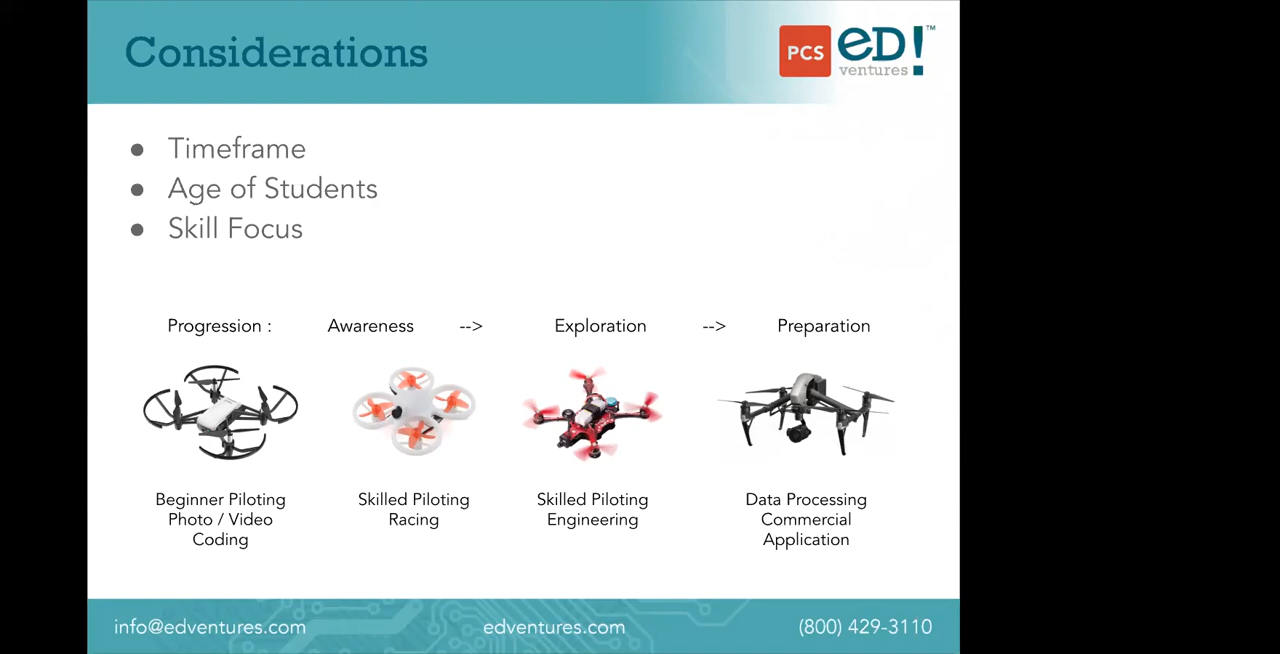 Considerations
PCS
eD!™
ventures
● Timeframe
● Age of Students
● Skill Focus
Progression : Awareness --> Exploration --> Preparation
Beginner Piloting
Photo / Video
Coding
Skilled Piloting
Racing
Skilled Piloting
Engineering
Data Processing
Commercial
Application
info@edventures.com edventures.com (800) 429-3110